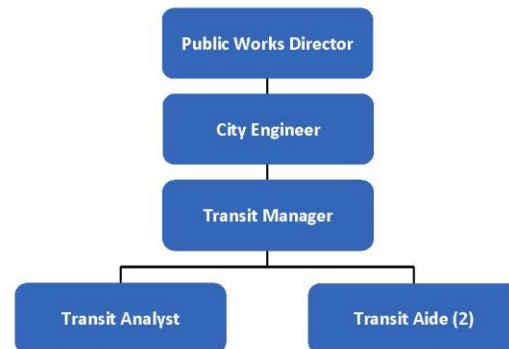 Public Works Director
City Engineer
Transit Manager
Transit Analyst
Transit Aide (2)